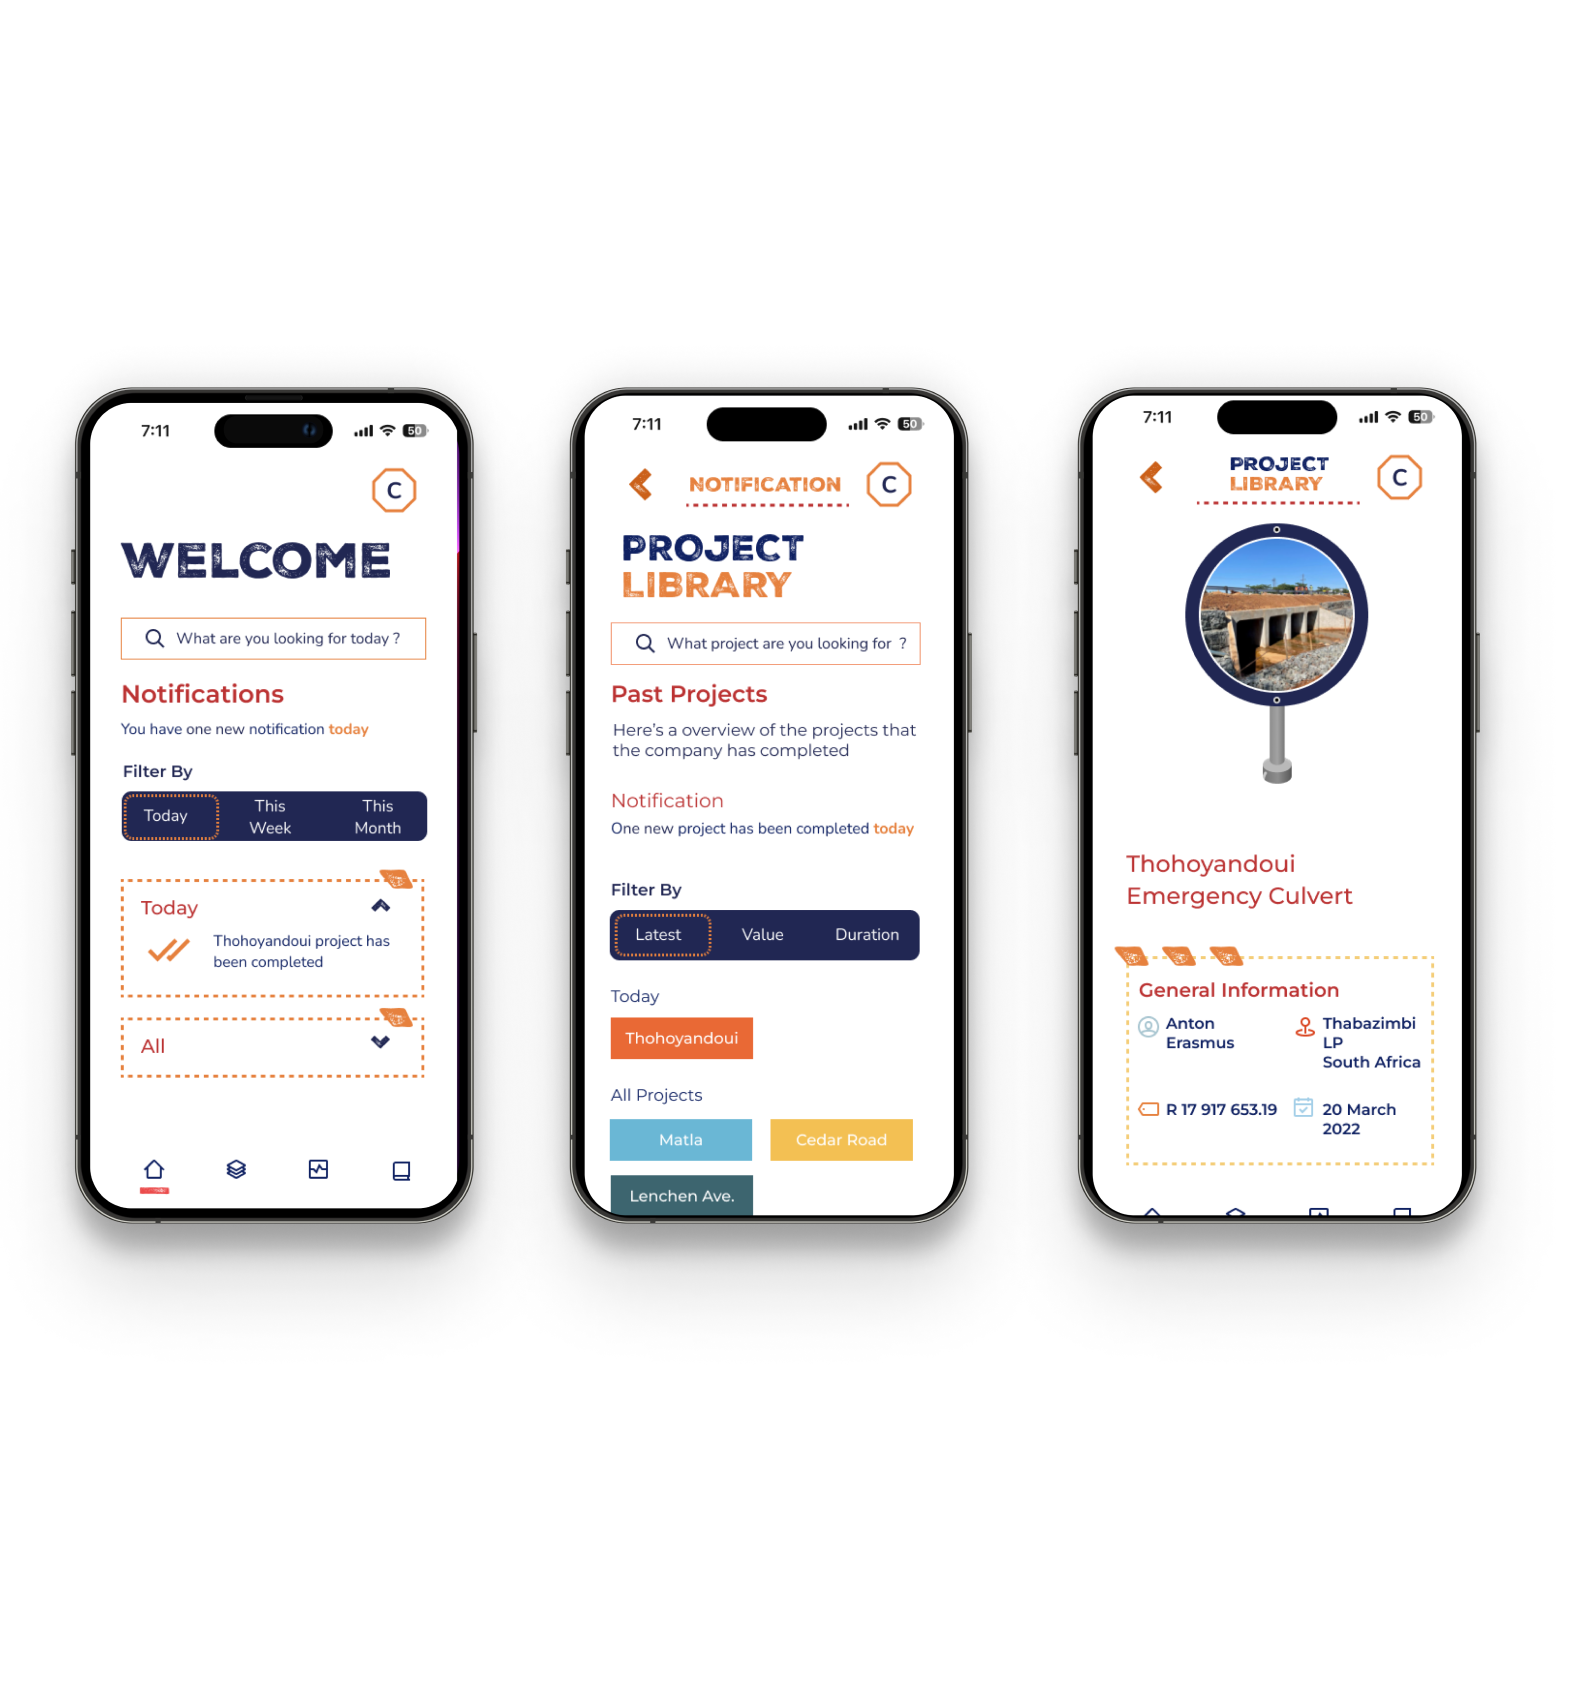 7:11
50
C
WELCOME
What are you looking for today ?
Notifications
You have one new notification today
Filter By
Today
This
Week
This
Month
Today
Thohoyandoui project has
been completed
All
7:11
50
NOTIFICATION
C
PROJECT
LIBRARY
What project are you looking for ?
Past Projects
Here's a overview of the projects that
the company has completed
Notification
One new project has been completed today
Filter By
Latest
Value
Duration
Today
Thohoyandoui
All Projects
Matla
Cedar Road
Lenchen Ave.
7:11
50
PROJECT
LIBRARY
C
Thohoyandoui
Emergency Culvert
General Information
Anton
Erasmus
Thabazimbi
LP
South Africa
R 17 917 653.19
20 March
2022